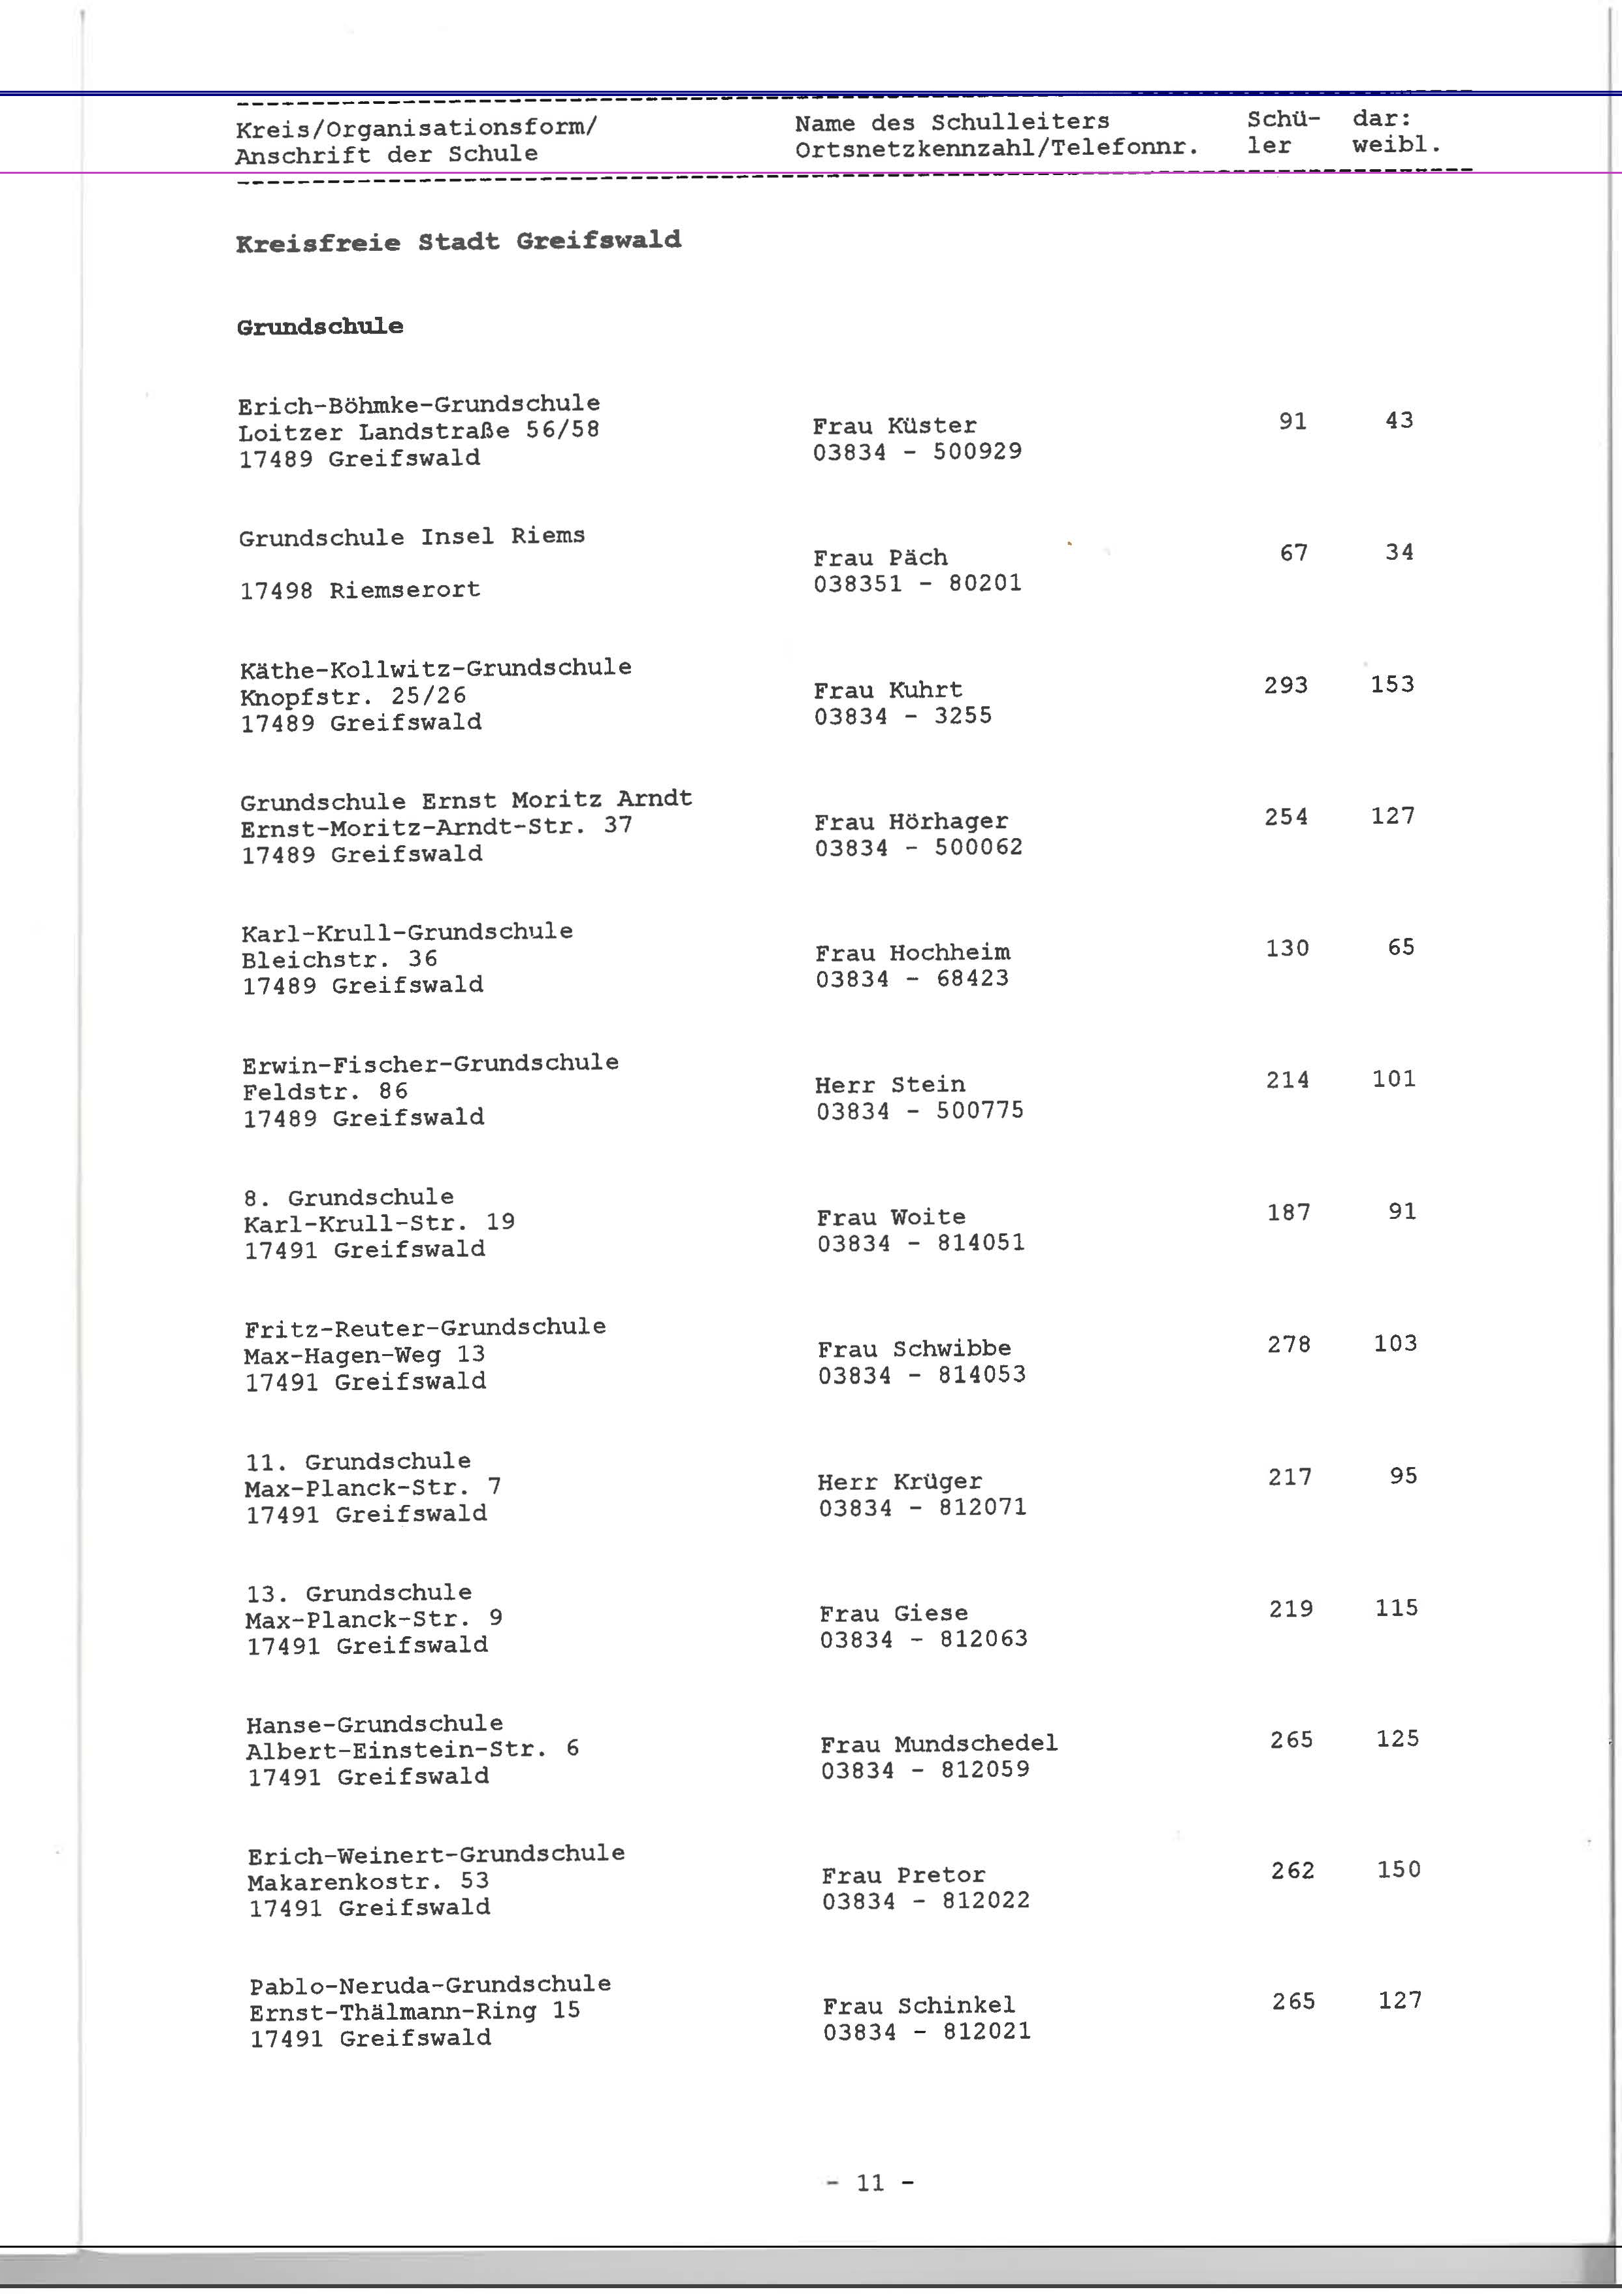 Kreis/Organisationsform/ Name des Schulleiters Schü- dar:
Anschrift der Schule Ortsnetzkennzahl/Telefonnr. ler weibl.
Kreisfreie Stadt Greifswald
Grundschule
Erich-Böhmke-Grundschule
Loitzer Landstraße 56/58 Frau Küster 91 43
17489 Greifswald 03834 - 500929
Grundschule Insel Riems
Frau Päch 67 34
17498 Riemserort 038351 - 80201
Käthe-Kollwitz-Grundschule
Knopfstr. 25/26 Frau Kuhrt 293 153
17489 Greifswald 03834 - 3255
Grundschule Ernst Moritz Arndt
Ernst-Moritz-Arndt-Str. 37 Frau Hörhager 254 127
17489 Greifswald 03834 - 500062
Karl-Krull-Grundschule
Bleichstr. 36 Frau Hochheim 130 65
17489 Greifswald 03834 - 68423
Erwin-Fischer-Grundschule
Feldstr. 86 Herr Stein 214 101
17489 Greifswald 03834 - 500775
8. Grundschule
Karl-Krull-Str. 19 Frau Woite 187 91
17491 Greifswald 03834 - 814051
Fritz-Reuter-Grundschule
Max-Hagen-Weg 13 Frau Schwibbe 278 103
17491 Greifswald 03834 - 814053
11. Grundschule
Max-Planck-Str. 7 Herr Krüger 217 95
17491 Greifswald 03834 - 812071
13. Grundschule
Max-Planck-Str. 9 Frau Giese 219 115
17491 Greifswald 03834 - 812063
Hanse-Grundschule
Albert-Einstein-Str. 6 Frau Mundschedel 265 125
17491 Greifswald 03834 - 812059
Erich-Weinert-Grundschule
Makarenkostr. 53 Frau Pretor 262 150
17491 Greifswald 03834 - 812022
Pablo-Neruda-Grundschule
Ernst-Thälmann-Ring 15 Frau Schinkel 265 127
17491 Greifswald 03834 - 812021
- 11 -